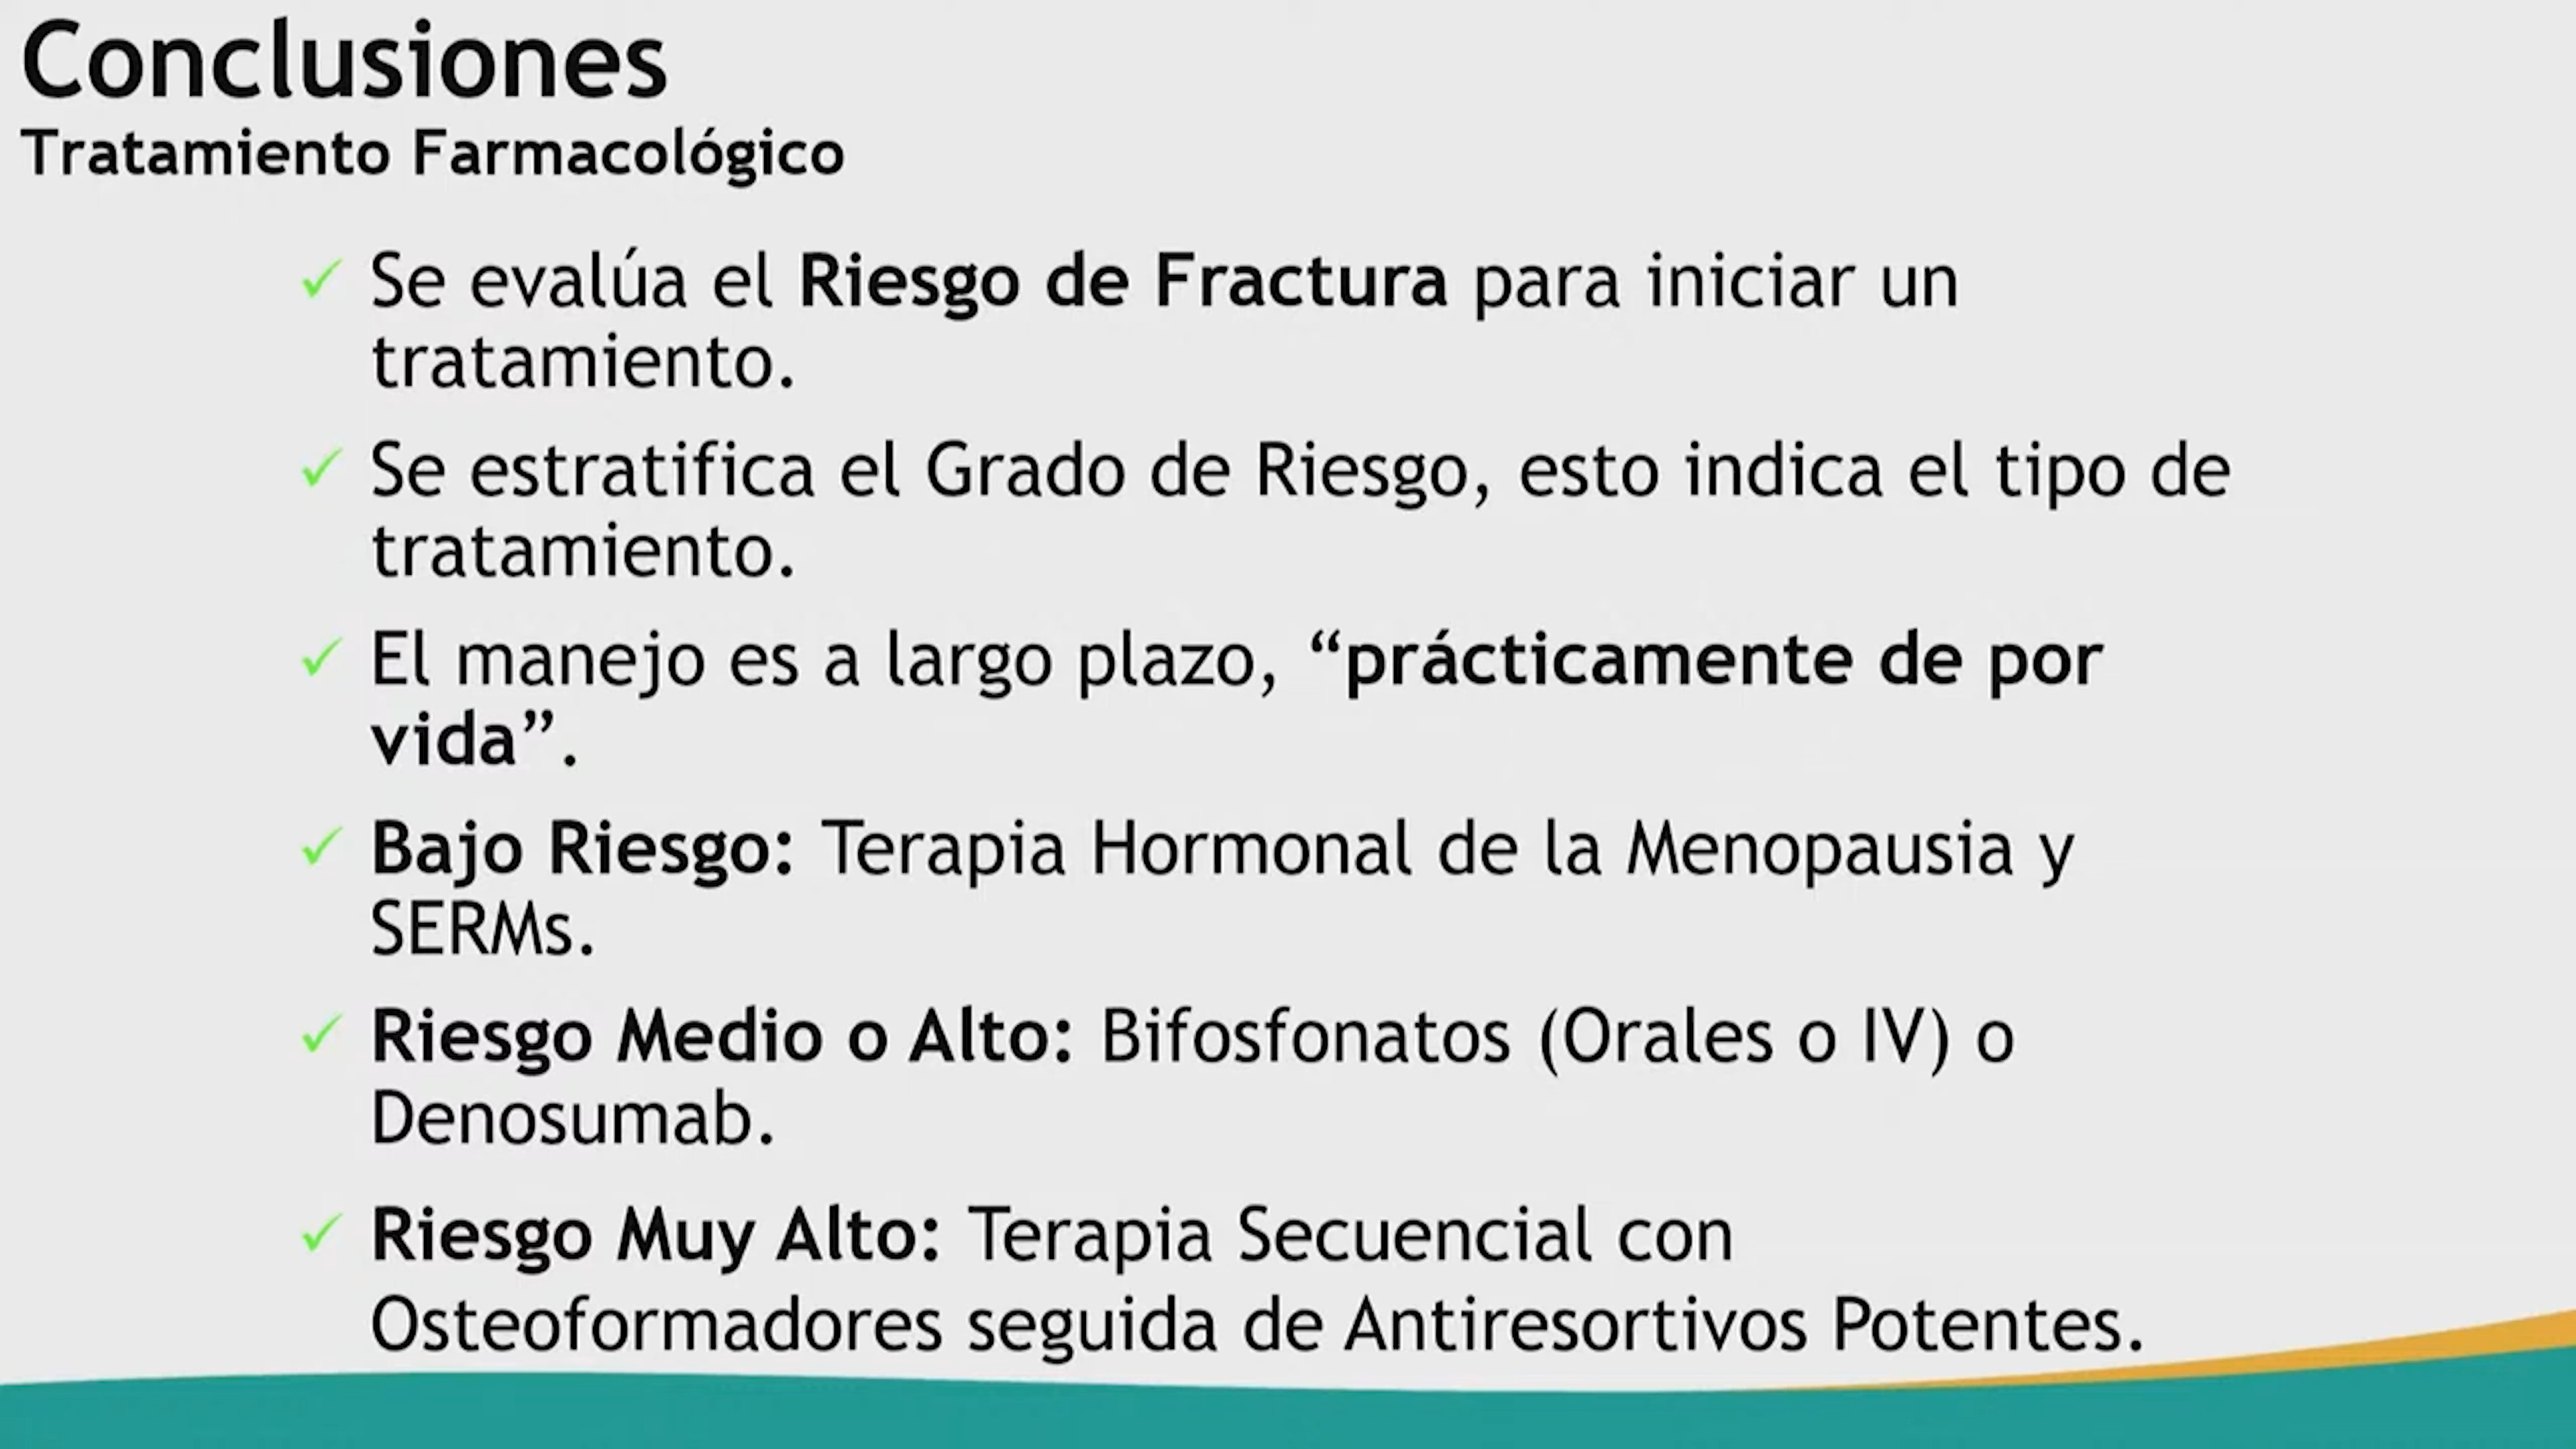 Conclusiones
Tratamiento Farmacológico
Se evalúa el Riesgo de Fractura para iniciar un
tratamiento.
Se estratifica el Grado de Riesgo, esto indica el tipo de
tratamiento.
El manejo es a largo plazo, “prácticamente de por
vida”.
Bajo Riesgo: Terapia Hormonal de la Menopausia y
SERMs.
Riesgo Medio o Alto: Bifosfonatos (Orales o IV) o
Denosumab.
Riesgo Muy Alto: Terapia Secuencial con
Osteoformadores seguida de Antiresortivos Potentes.